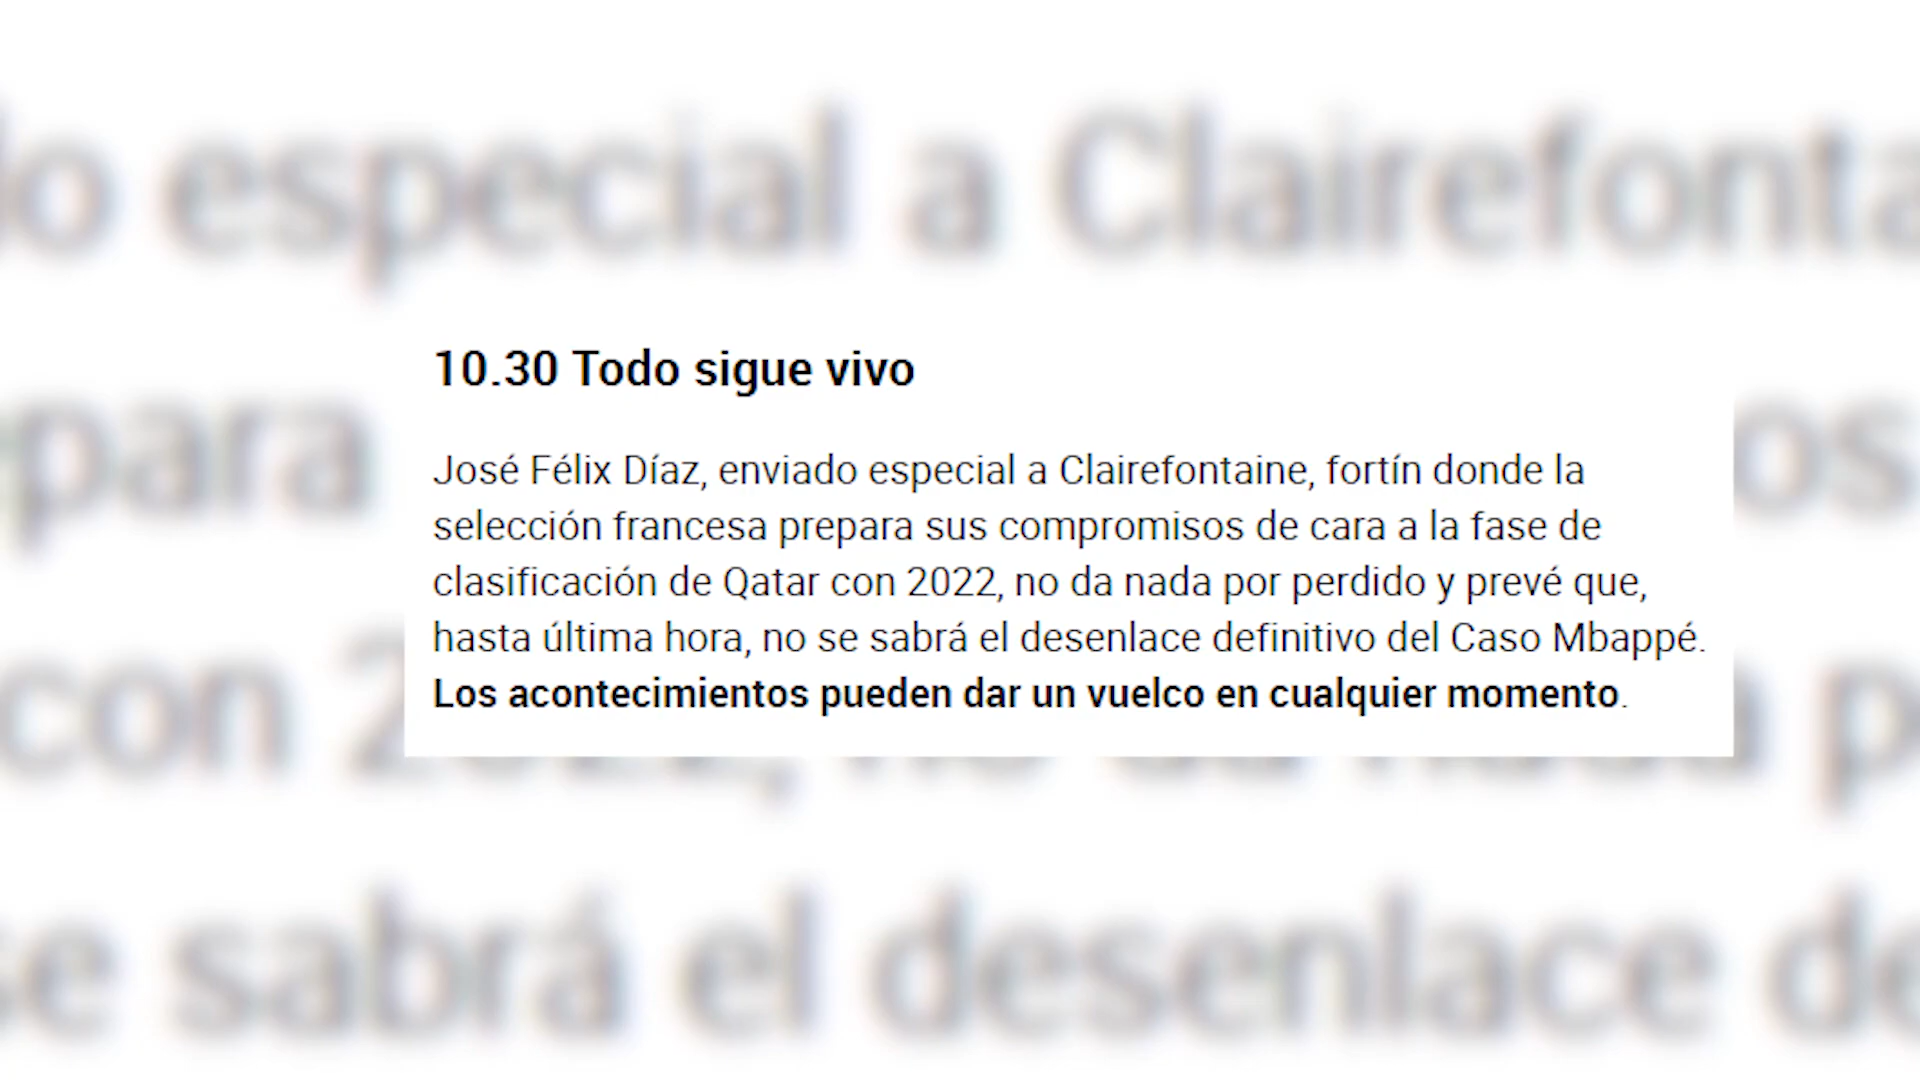 10.30 Todo sigue vivo
José Félix Díaz, enviado especial a Clairefontaine, fortín donde la
selección francesa prepara sus compromisos de cara a la fase de
clasificación de Qatar con 2022, no da nada por perdido y prevé que,
hasta última hora, no se sabrá el desenlace definitivo del Caso Mbappé.
Los acontecimientos pueden dar un vuelco en cualquier momento.